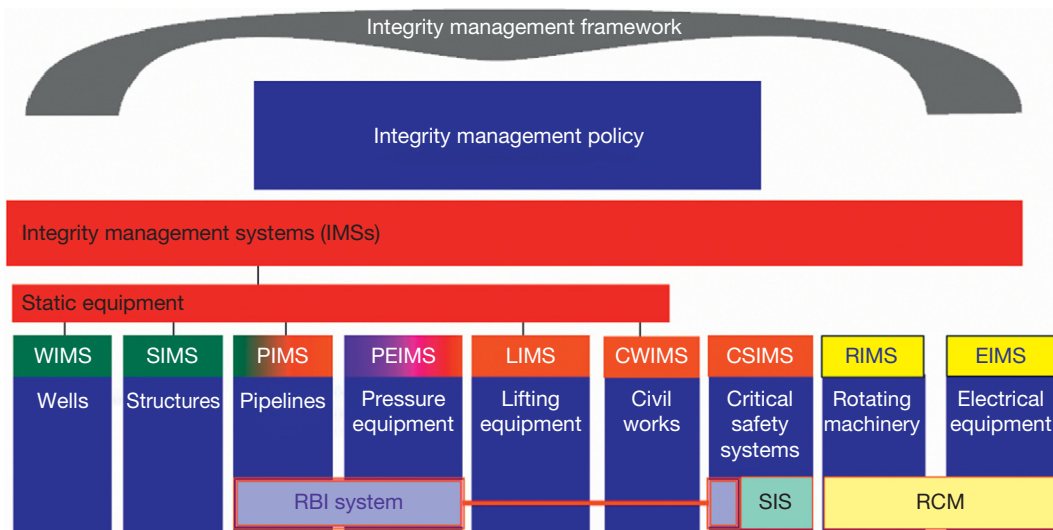 Integrity management framework
Integrity management policy
Integrity management systems (IMSs)
Static equipment
WIMS
SIMS
PIMS
PEIMS
LIMS
CWIMS
CSIMS
RIMS
EIMS
Wells
Structures
Pipelines
Pressure
equipment
Lifting
equipment
Civil
works
Critical
safety
systems
Rotating
machinery
Electrical
equipment
RBI system
SIS
RCM